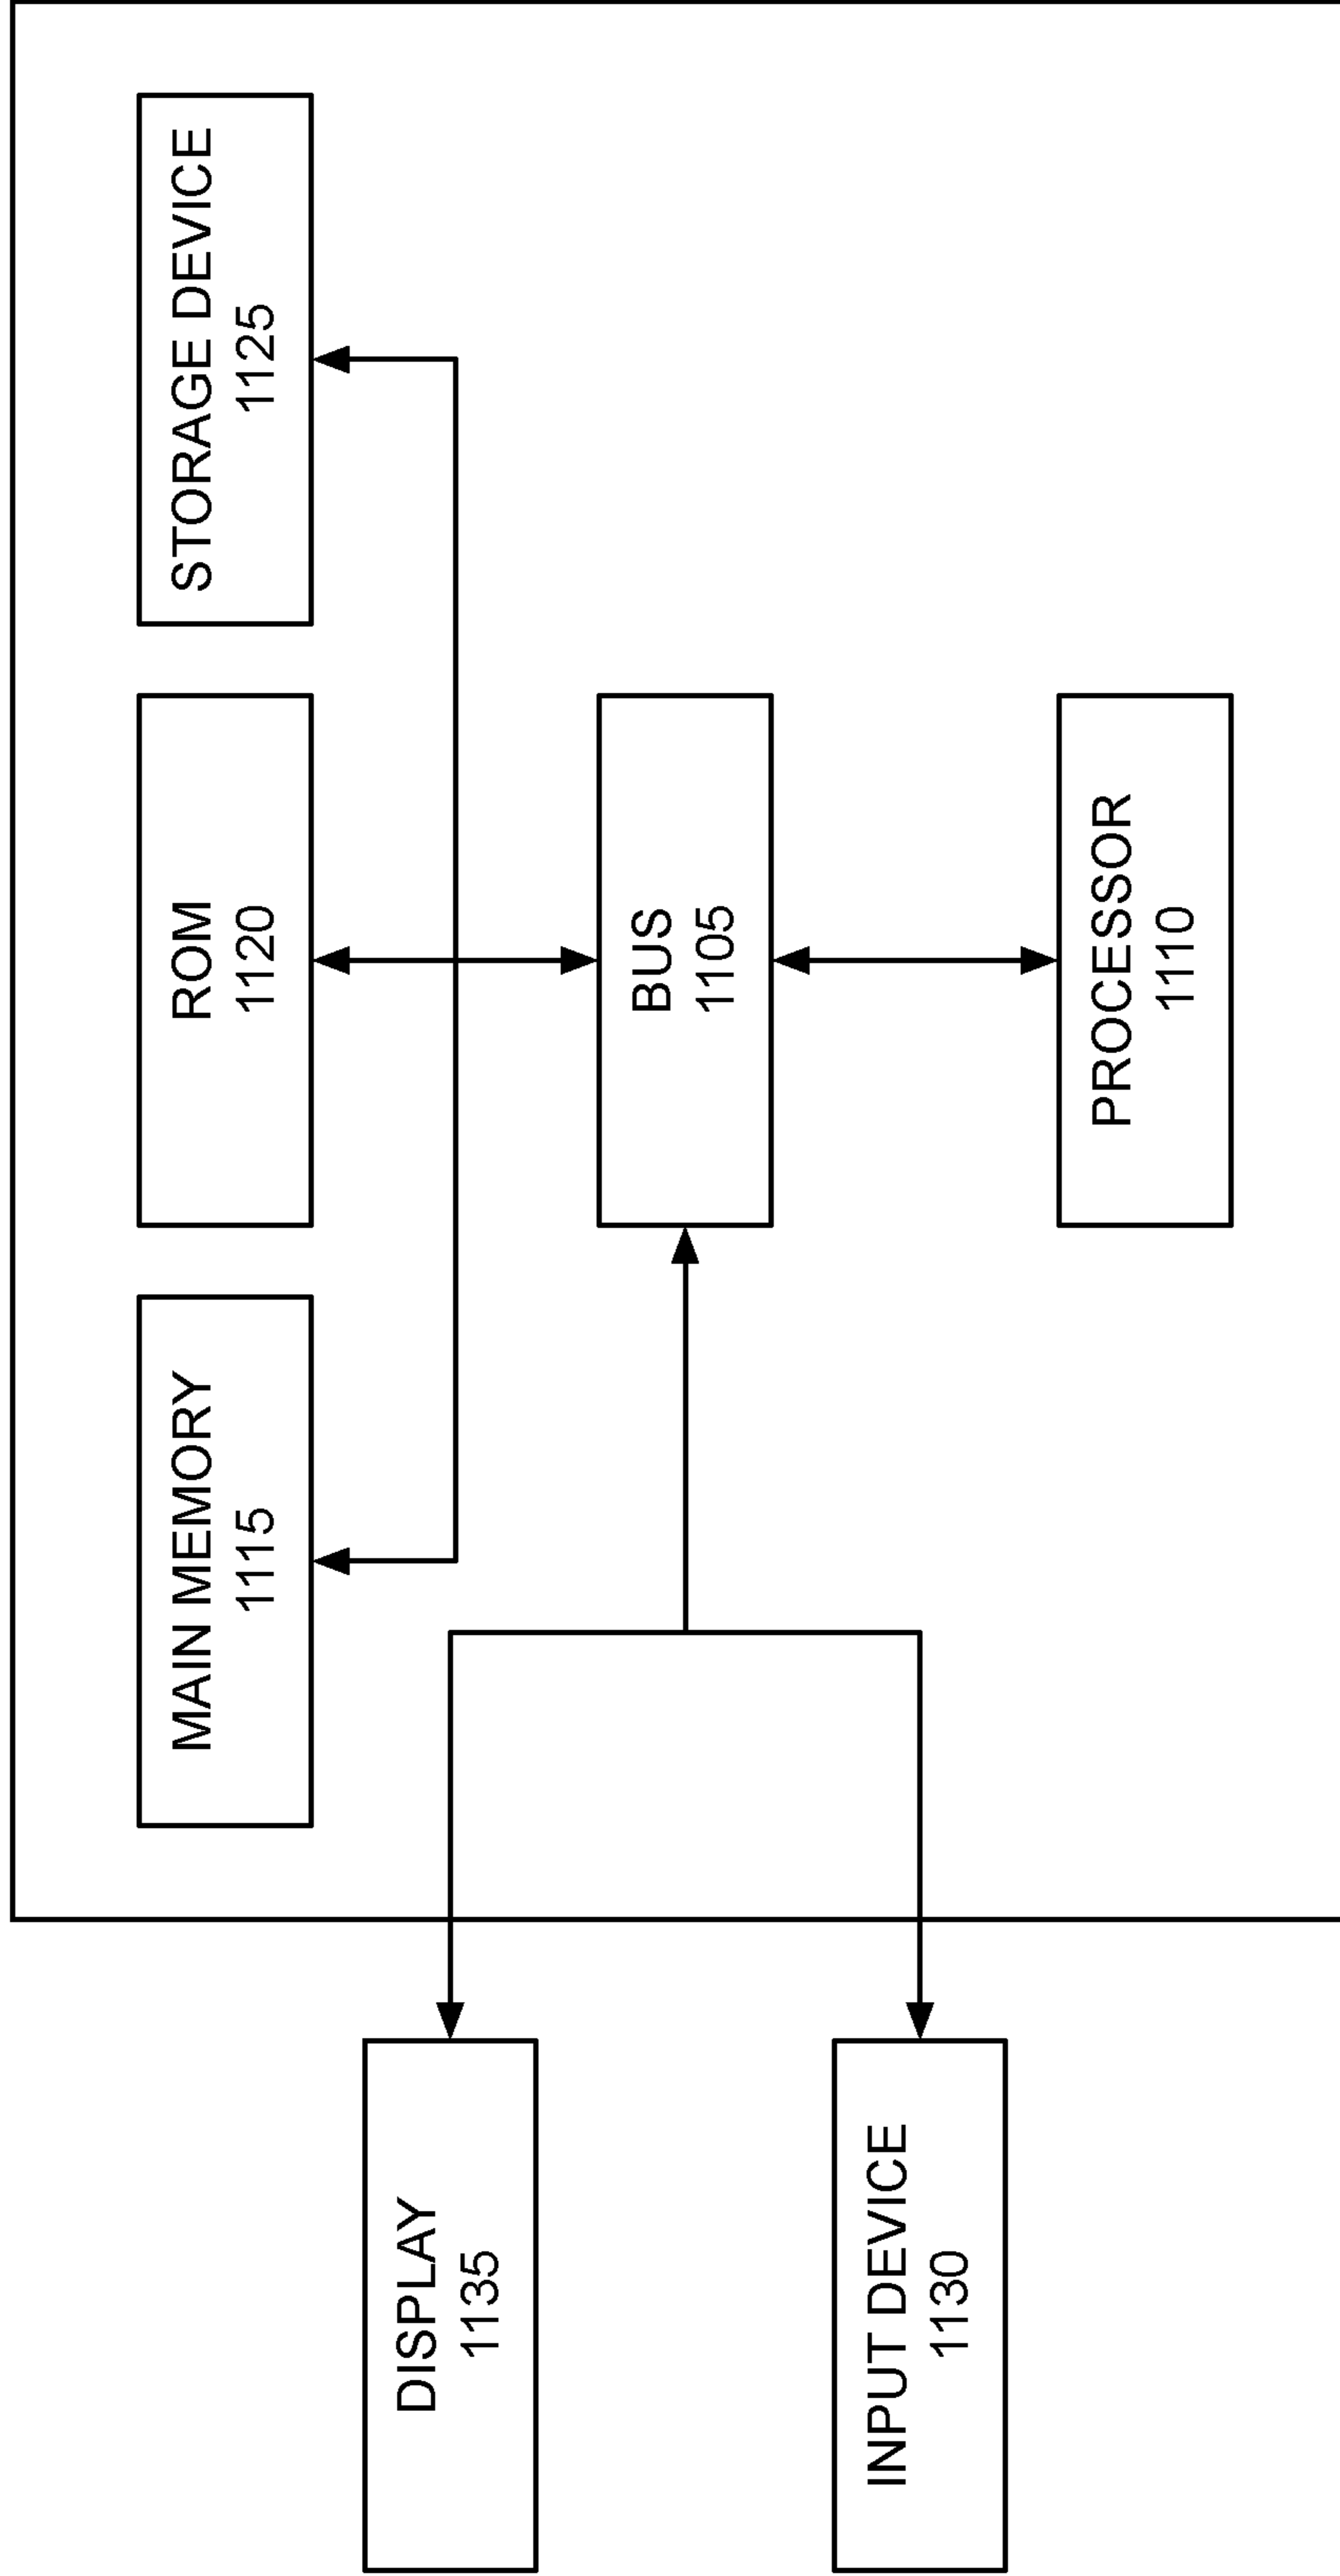 MAIN MEMORY
1115
ROM
1120
STORAGE DEVICE
1125
DISPLAY
1135
BUS
1105
INPUT DEVICE
1130
PROCESSOR
1110